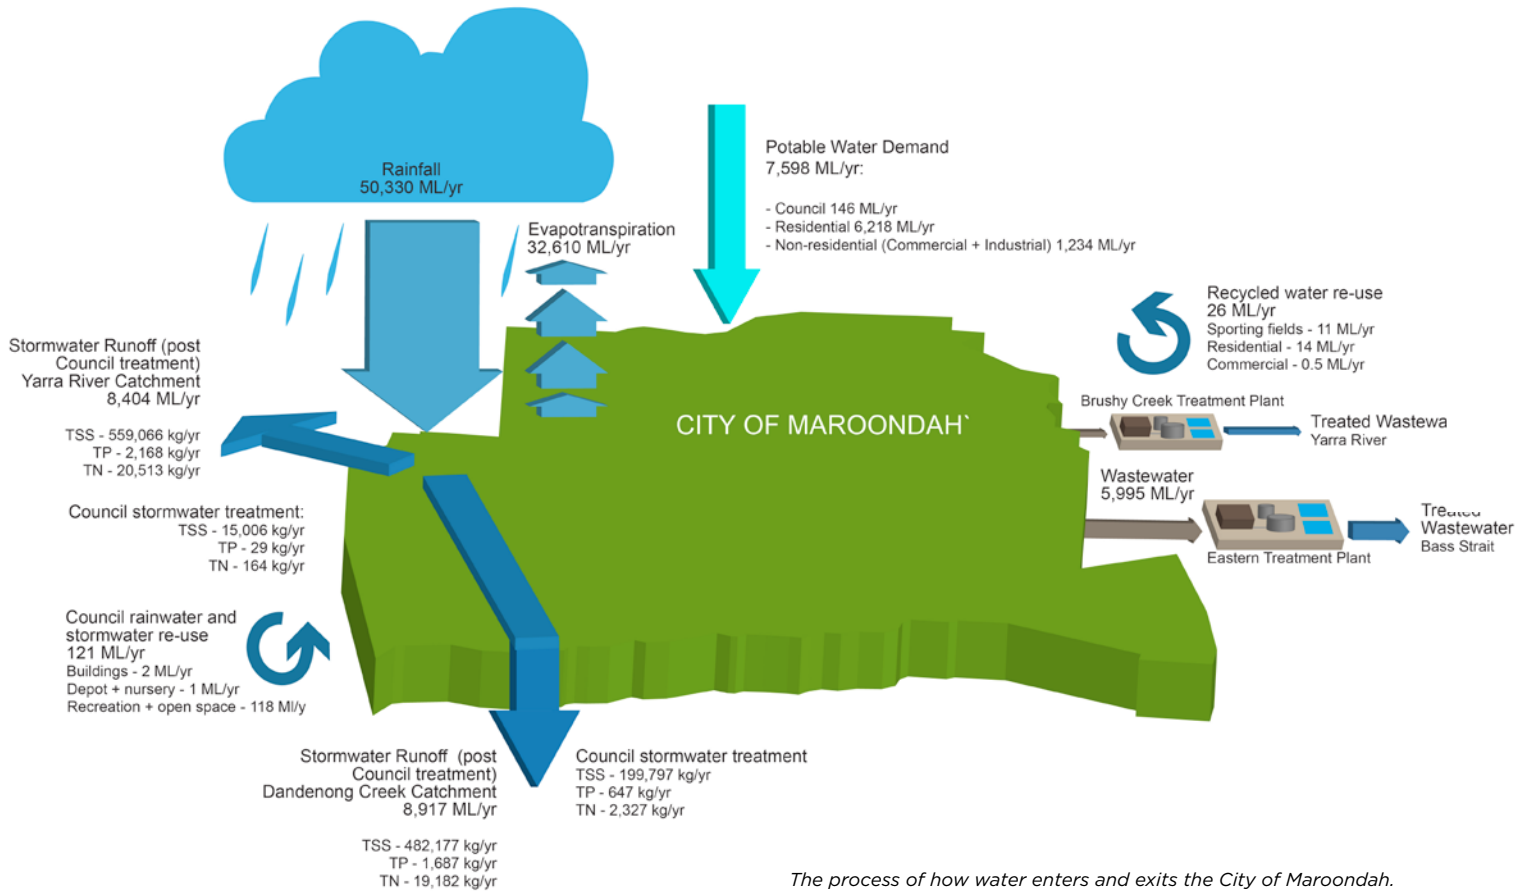 Rainfall
50,330 ML/yr
Evapotranspiration
32,610 ML/yr
Potable Water Demand
7,598 ML/yr:
- Council 146 ML/yr
- Residential 6,218 ML/yr
- Non-residential (Commercial + Industrial) 1,234 ML/yr
Recycled water re-use
26 ML/yr
Sporting fields - 11 ML/yr
Residential - 14 ML/yr
Commercial - 0.5 ML/yr
Stormwater Runoff (post
Council treatment)
Yarra River Catchment
8,404 ML/yr
TSS - 559,066 kg/yr
TP - 2,168 kg/yr
TN - 20,513 kg/yr
CITY OF MAROONDAH`
Brushy Creek Treatment Plant
Treated Wastewa
Yarra River
Wastewater
5,995 ML/yr
Treated
Wastewater
Bass Strait
Eastern Treatment Plant
Council stormwater treatment:
TSS - 15,006 kg/yr
TP - 29 kg/yr
TN - 164 kg/yr
Council rainwater and
stormwater re-use
121 ML/yr
Buildings - 2 ML/yr
Depot + nursery - 1 ML/yr
Recreation + open space - 118 Ml/y
Stormwater Runoff (post
Council treatment)
Dandenong Creek Catchment
8,917 ML/yr
TSS - 482,177 kg/yr
TP - 1,687 kg/yr
TN - 19,182 kg/yr
Council stormwater treatment
TSS - 199,797 kg/yr
TP - 647 kg/yr
TN - 2,327 kg/yr
The process of how water enters and exits the City of Maroondah.